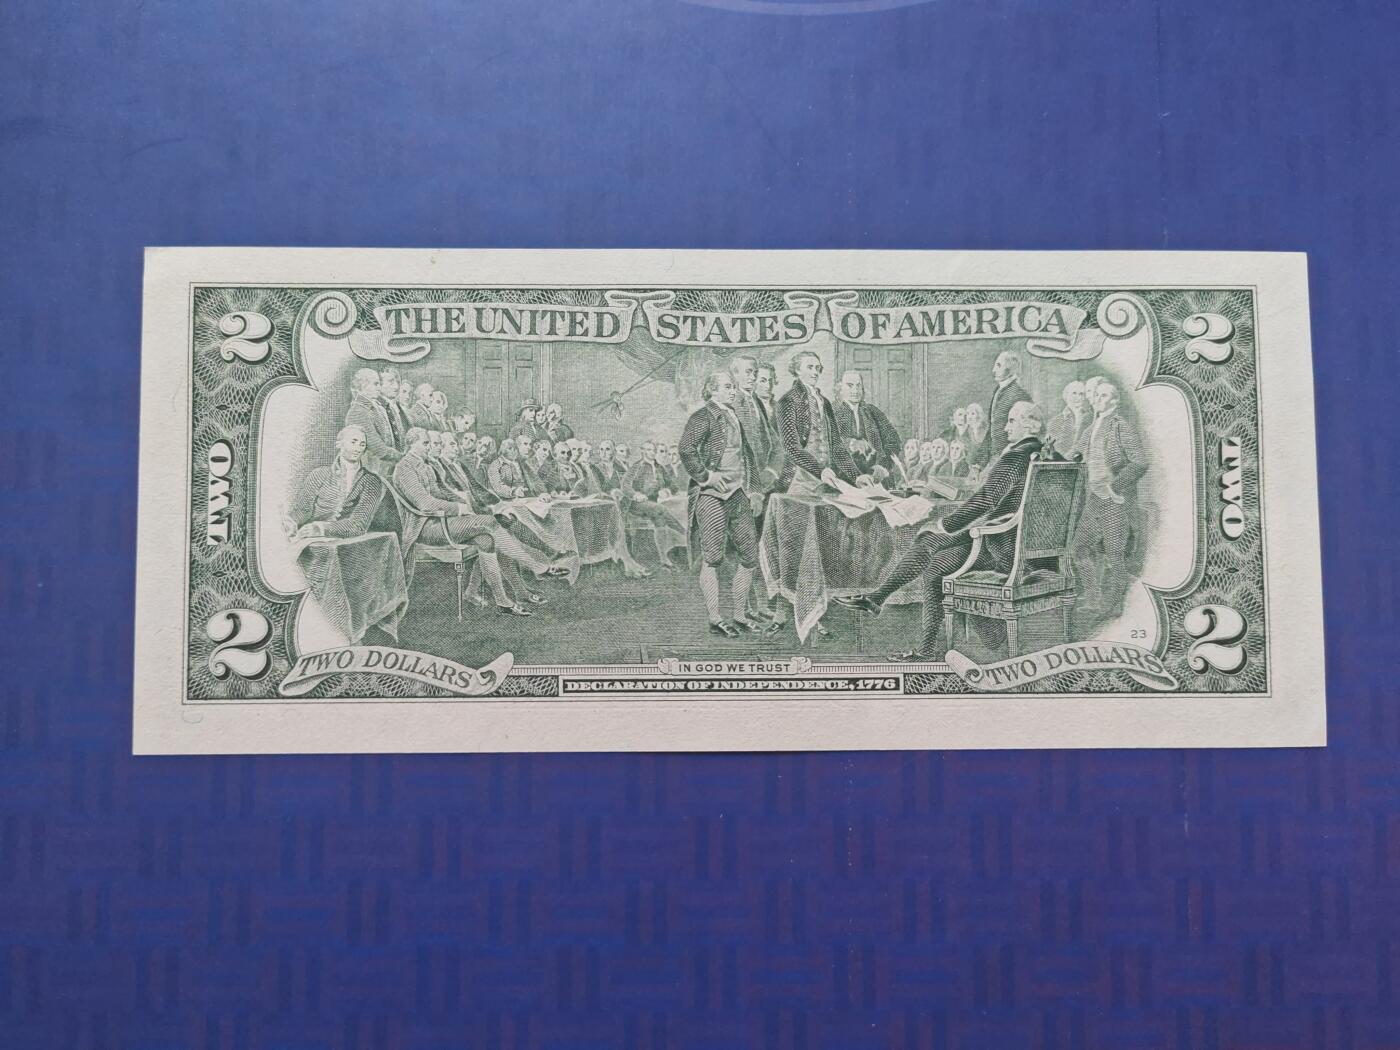 THE UNITED STATES OF AMERICA
2
2
TWO
TWO
23
2
2
TWO DOLLARS
IN GOD WE TRUST
TWO DOLLARS
DECLARATION OF INDEPENDENCE, 1776